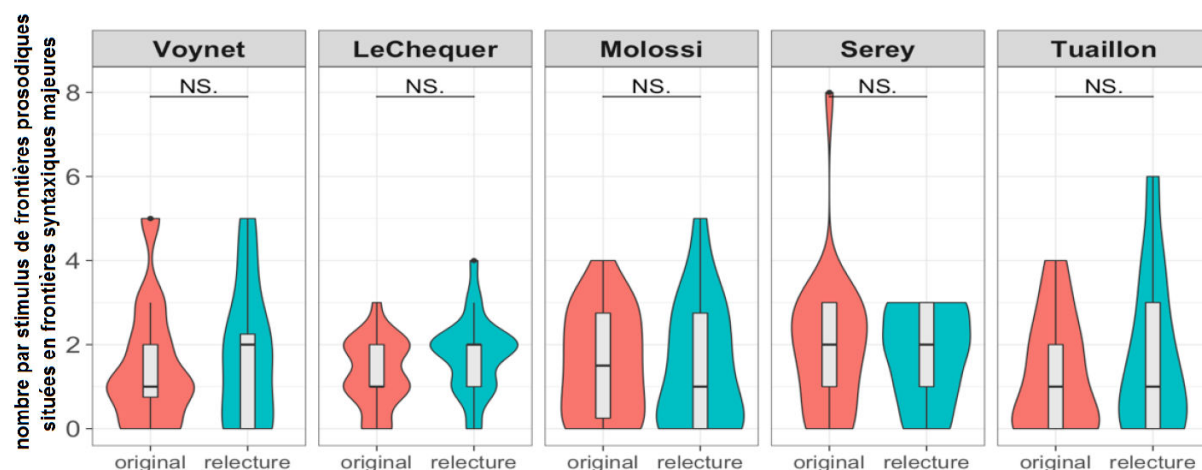 nombre par stimulus de frontières prosodiques
situées en frontières syntaxiques majeures
Voynet LeChequer Molossi Serey Tuaillon
NS. NS. NS. NS. NS.
8
6
4
2
0
original relecture original relecture original relecture original relecture original relecture